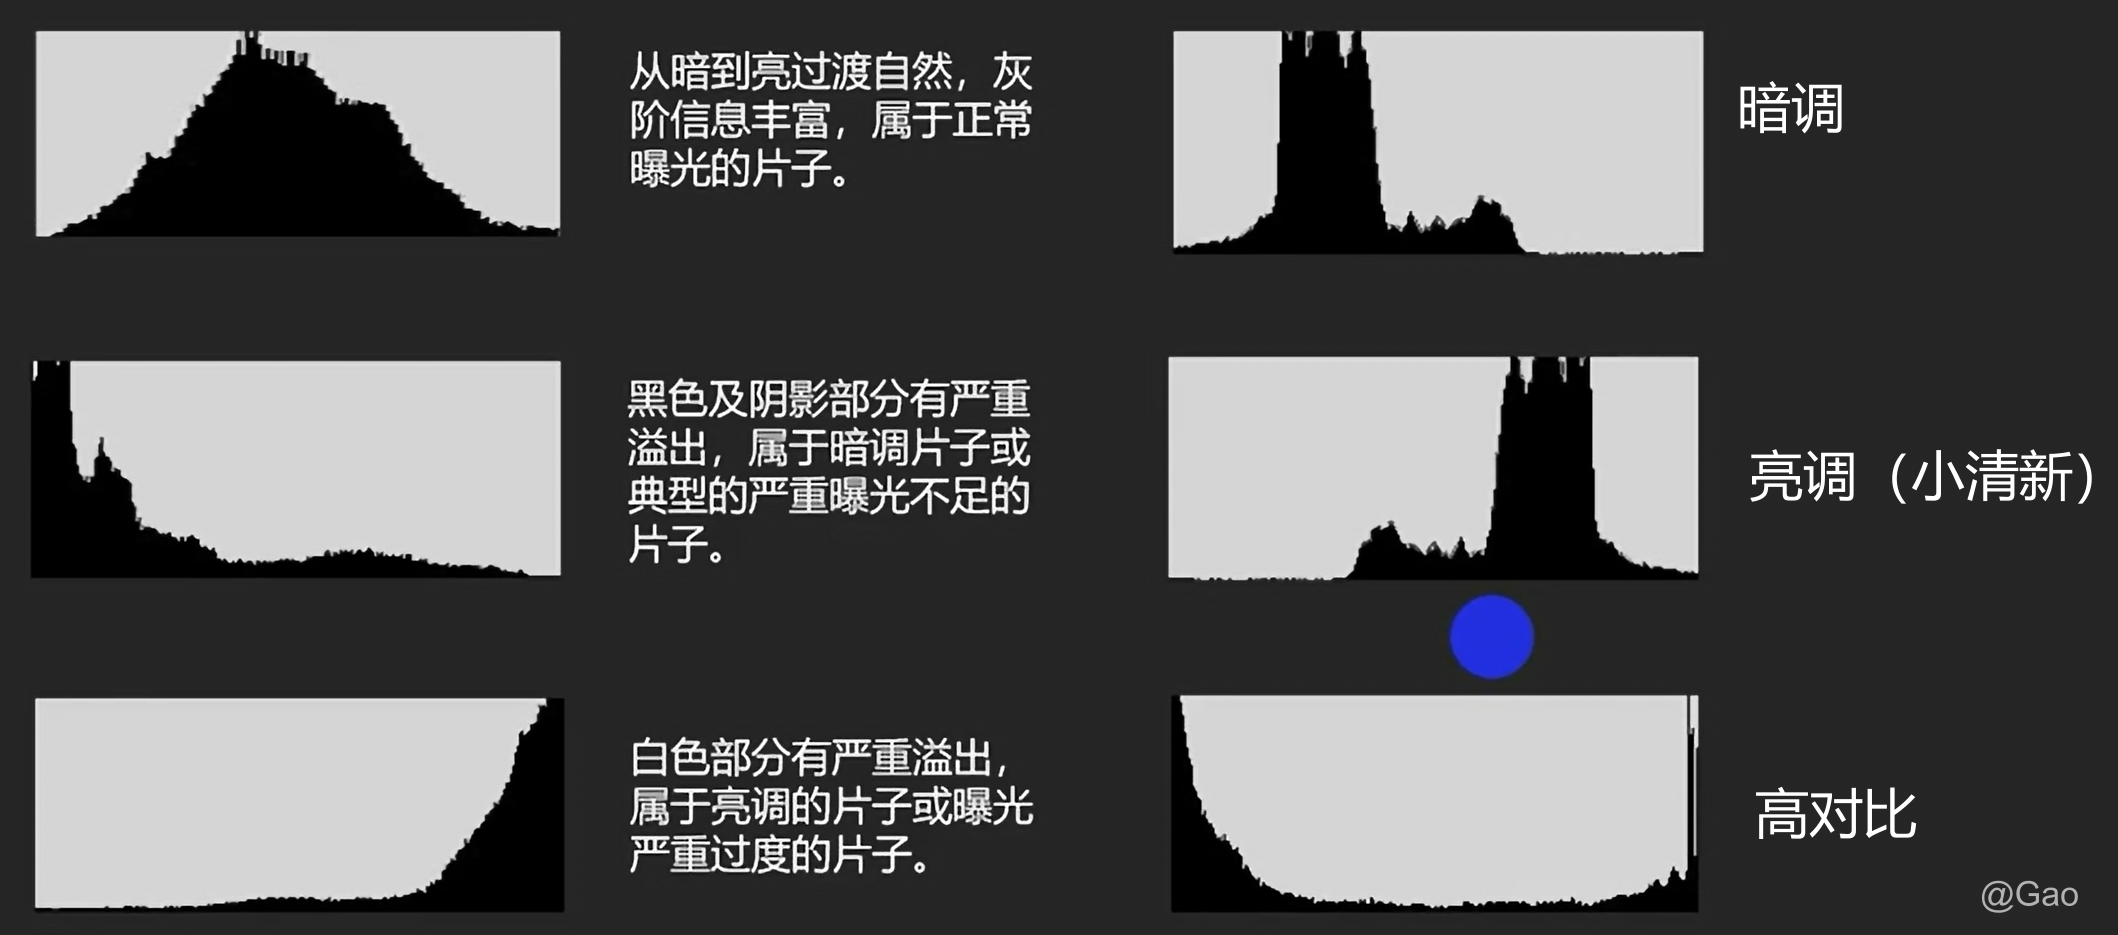 从暗到亮过渡自然，灰
阶信息丰富，属于正常
曝光的片子。
暗调
黑色及阴影部分有严重
溢出，属于暗调片子或
典型的严重曝光不足的
片子。
亮调（小清新）
白色部分有严重溢出，
属于亮调的片子或曝光
严重过度的片子。
高对比
@Gao